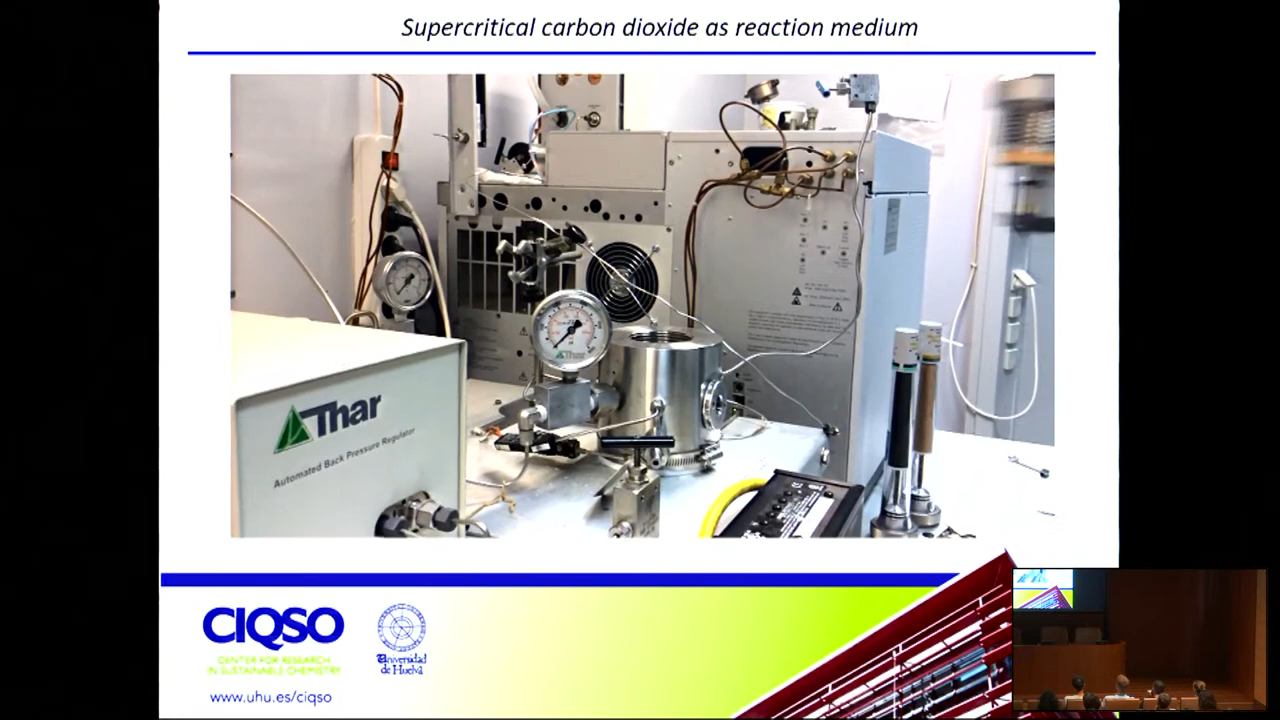 Supercritical carbon dioxide as reaction medium
Thar
Thar
Automated Back Pressure Regulator
CIQSO
CENTER FOR RESEARCH
IN SUSTAINABLE CHEMISTRY
Universidad
de Huelva
www.uhu.es/ciqso